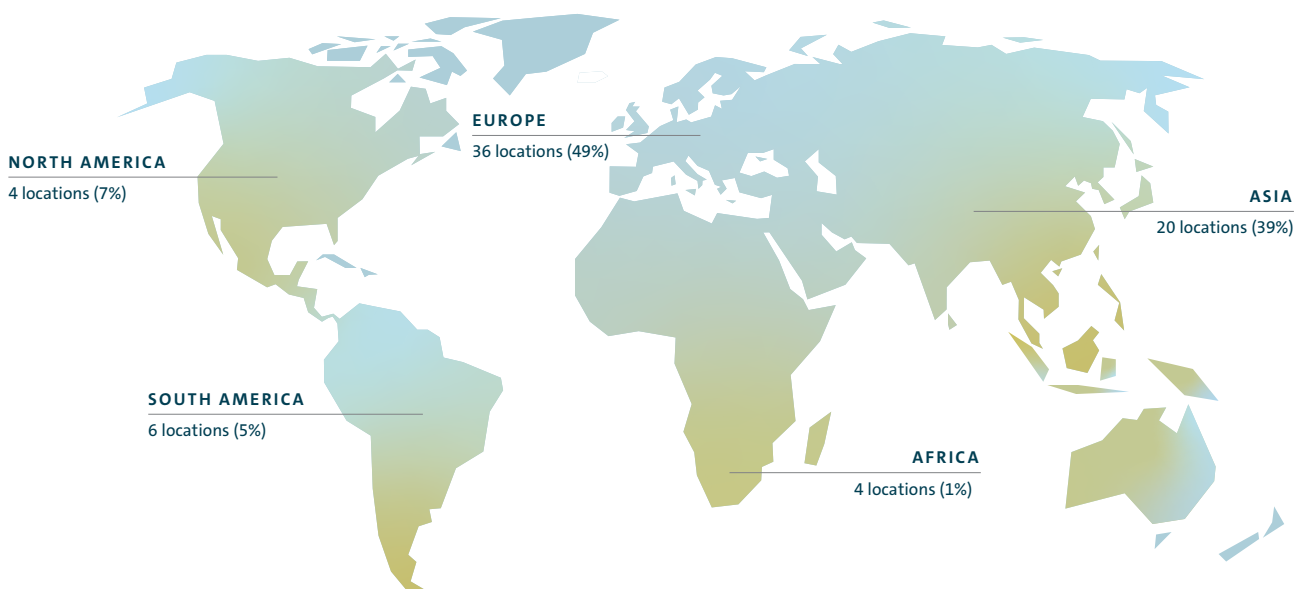 EUROPE
36 locations (49%)
NORTH AMERICA
4 locations (7%)
ASIA
20 locations (39%)
SOUTH AMERICA
6 locations (5%)
AFRICA
4 locations (1%)